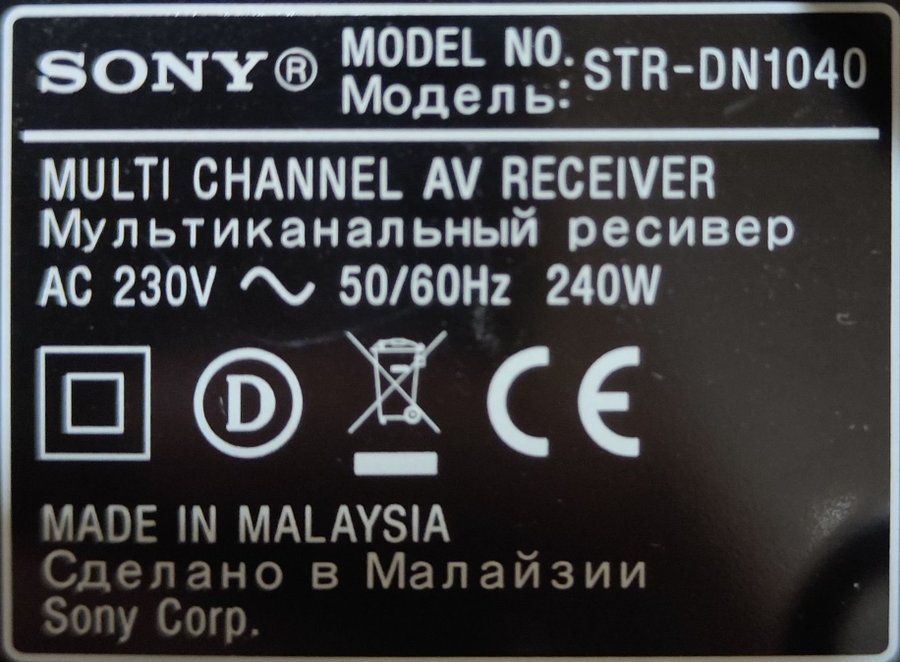 SONY® MODEL NO. STR-DN1040
Модель:
MULTI CHANNEL AV RECEIVER
Мультиканальный ресивер
AC 230V ~ 50/60Hz 240W
D CE
MADE IN MALAYSIA
Сделано в Малайзии
Sony Corp.